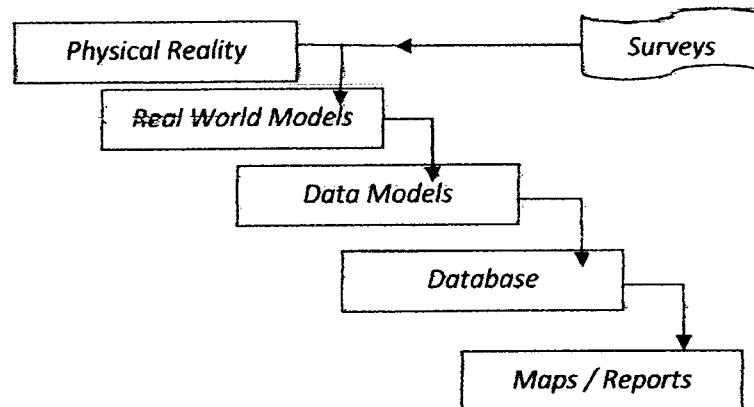 Physical Reality
Surveys
Real World Models
Data Models
Database
Maps / Reports